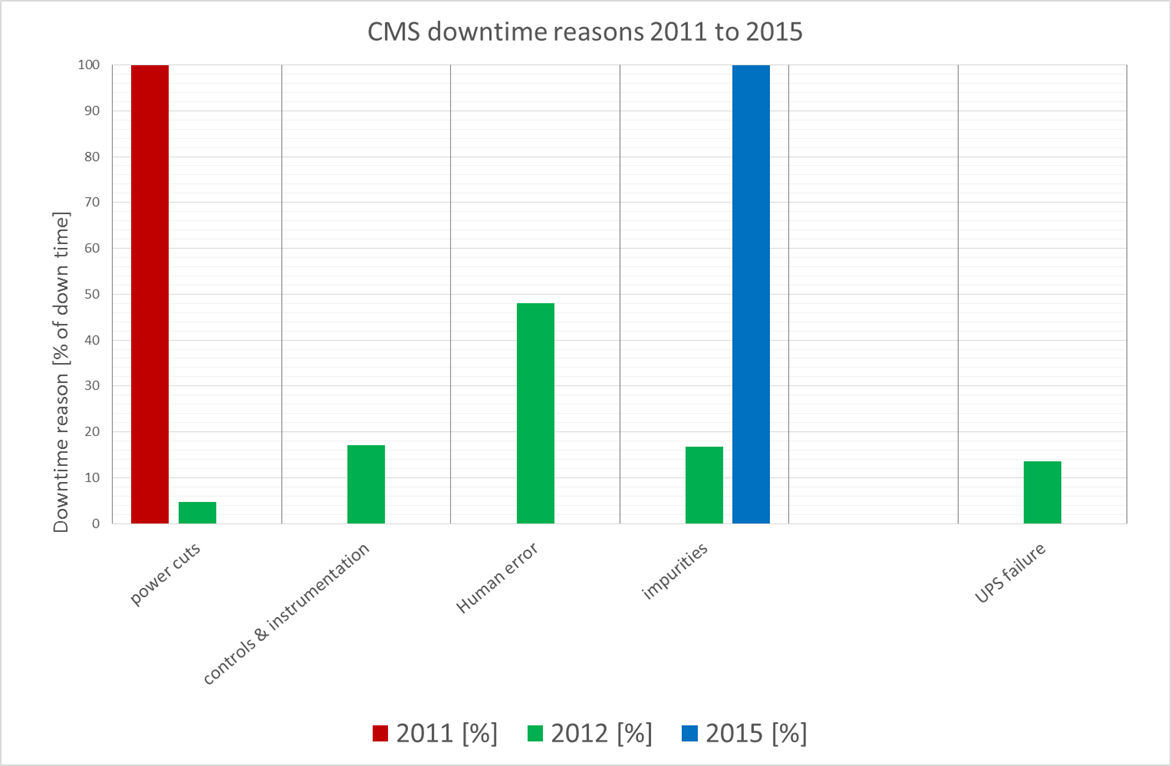 CMS downtime reasons 2011 to 2015
Downtime reason [% of down time]
100
90
80
70
60
50
40
30
20
10
0
power cuts
controls & instrumentation
Human error
impurities
UPS failure
2011 [%] 2012 [%] 2015 [%]